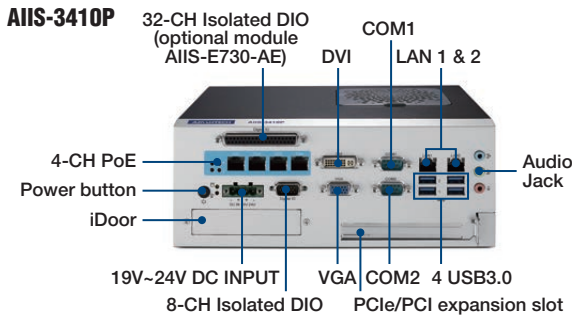 AIIS-3410P
32-CH Isolated DIO
(optional module
AIIS-E730-AE)
COM1
DVI
LAN 1 & 2
4-CH PoE
Power button
iDoor
Audio
Jack
19V~24V DC INPUT
VGA
COM2
4 USB3.0
8-CH Isolated DIO
PCIe/PCI expansion slot